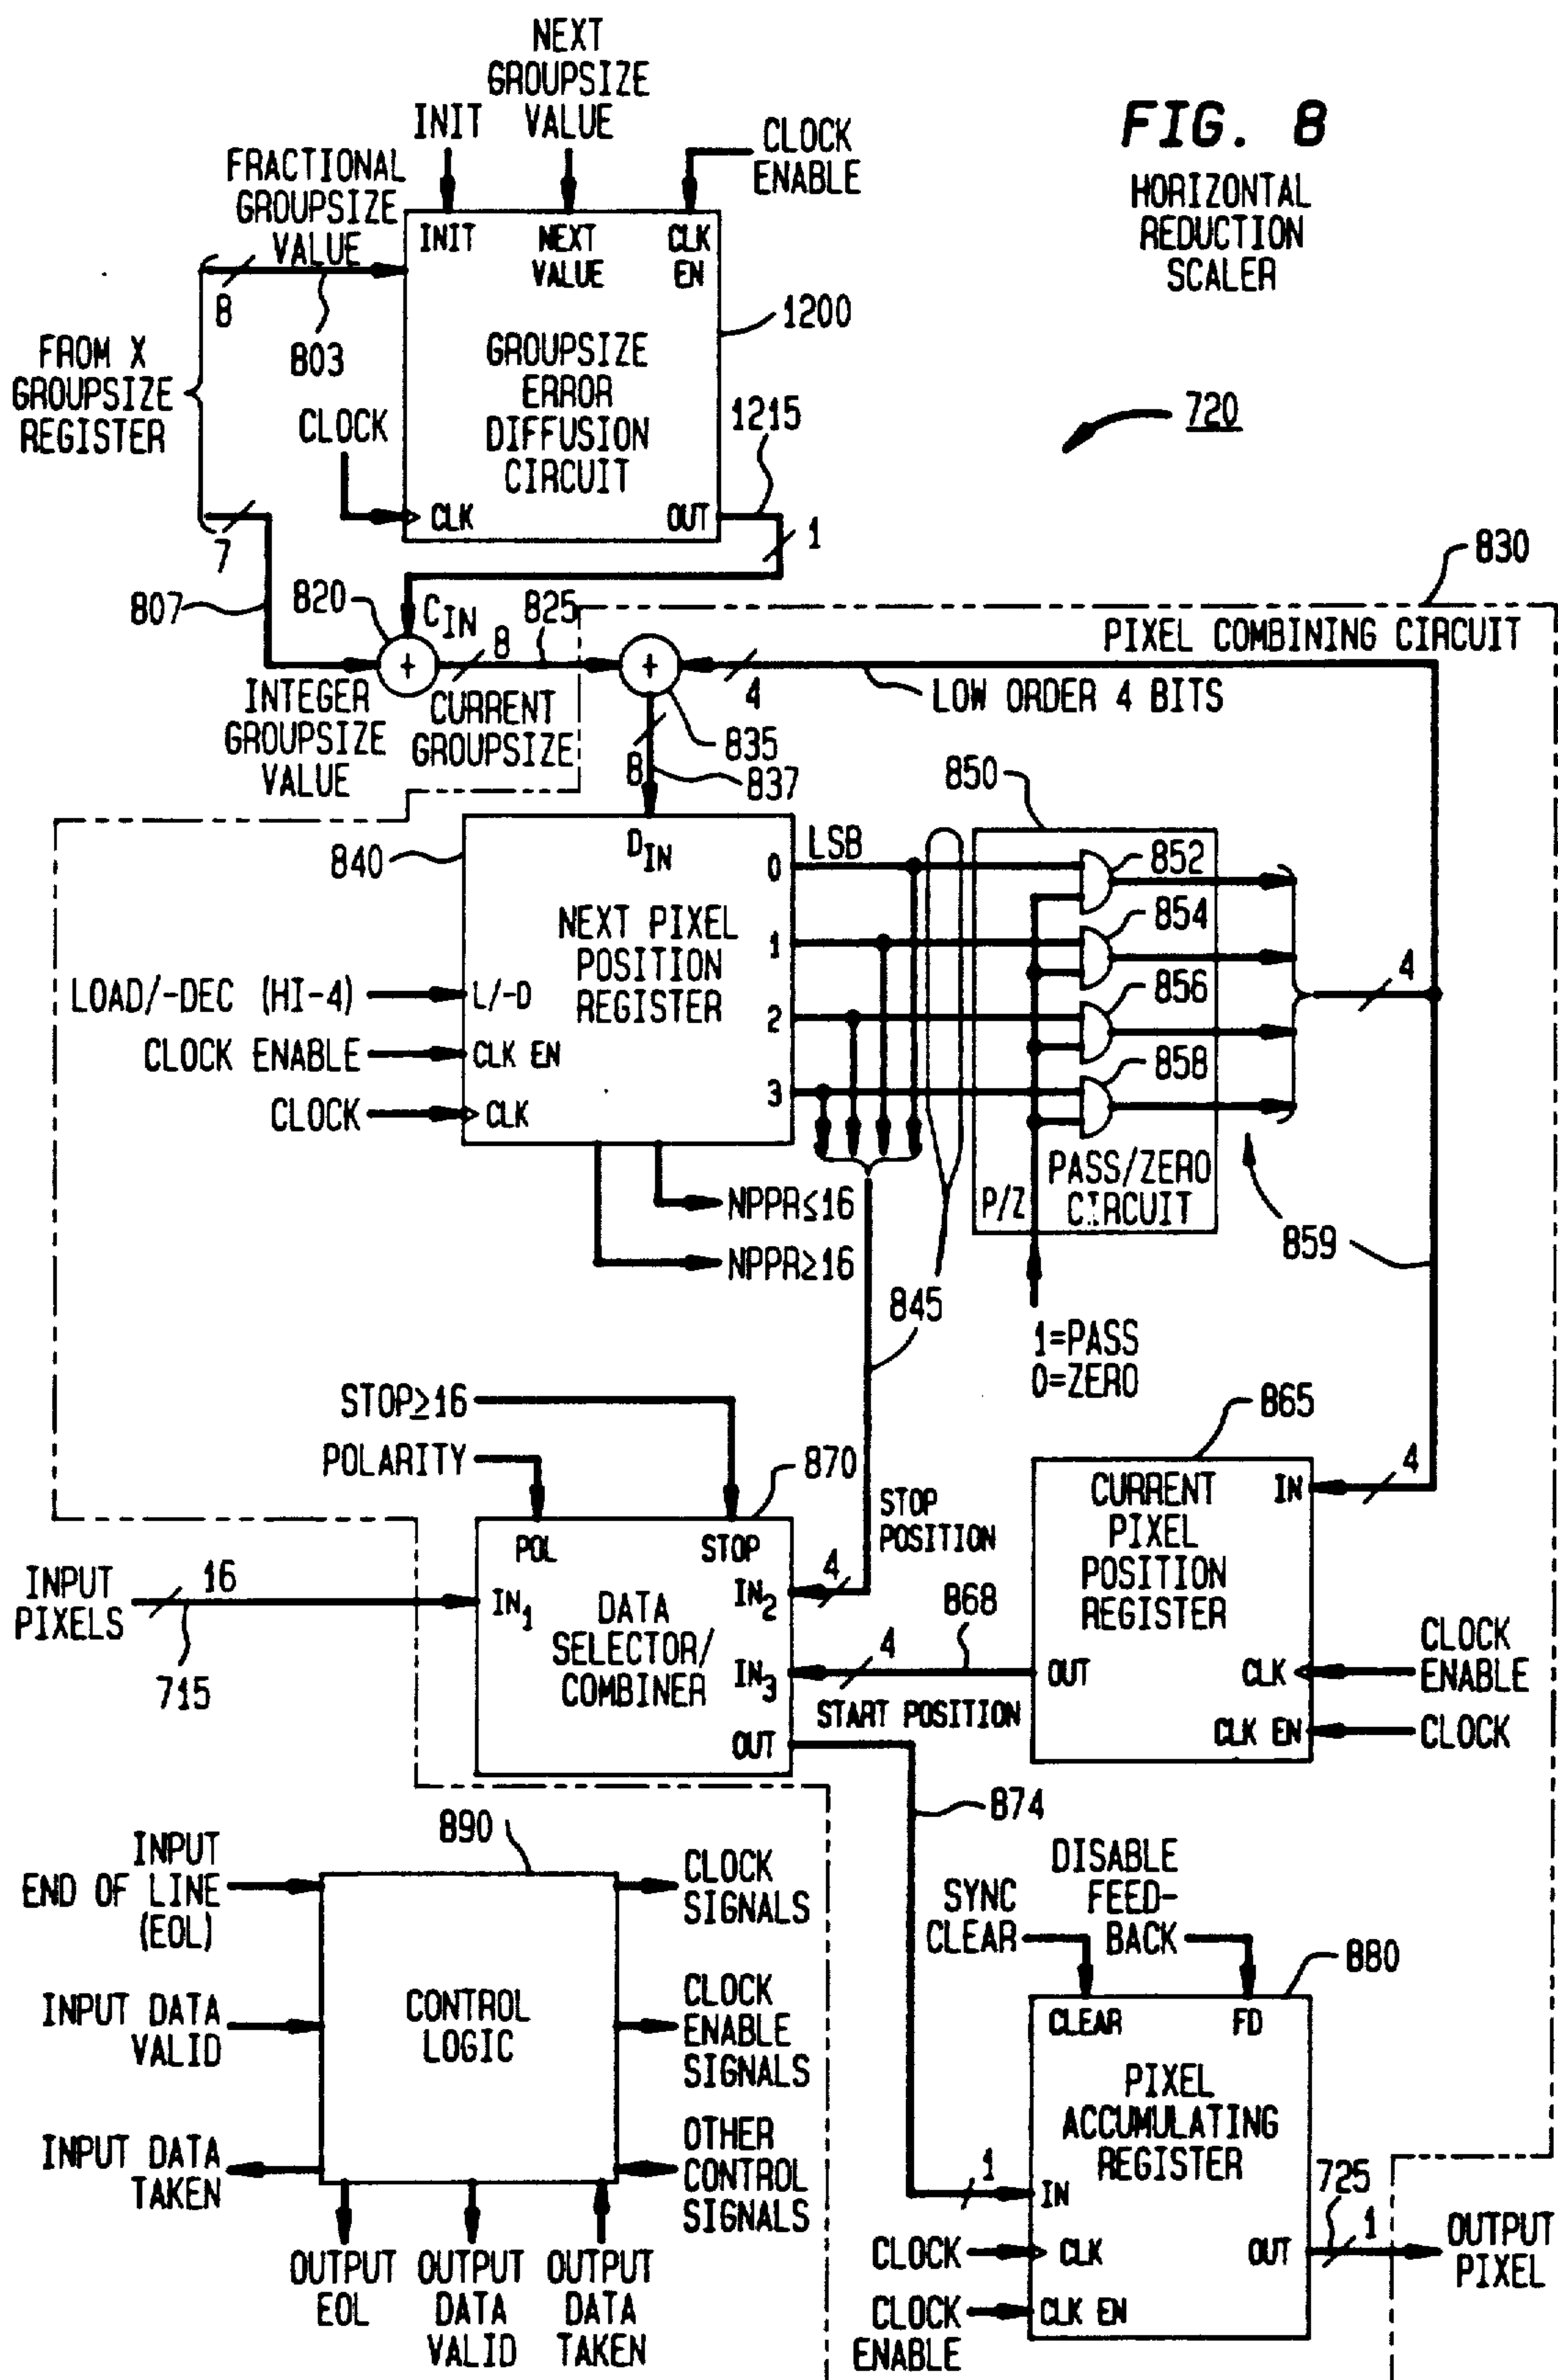 FIG. 8
HORIZONTAL
REDUCTION
SCALER
NEXT
GROUPSIZE
VALUE
INIT
CLOCK
ENABLE
FRACTIONAL
GROUPSIZE
VALUE
INIT
NEXT
VALUE
CLK
EN
8
803
1200
FROM X
GROUPSIZE
REGISTER
GROUPSIZE
ERROR
DIFFUSION
CIRCUIT
CLOCK
1215
720
CLK
OUT
7
1
807
820
CIN
825
8
830
PIXEL COMBINING CIRCUIT
+
+
4
LOW ORDER 4 BITS
INTEGER
GROUPSIZE
VALUE
CURRENT
GROUPSIZE
835
8
837
850
840
DIN
LSB
0
1
2
3
NEXT PIXEL
POSITION
REGISTER
852
854
856
858
4
LOAD/-DEC (HI-4)
L/-D
CLOCK ENABLE
CLK EN
CLOCK
CLK
P/Z
PASS/ZERO
CIRCUIT
NPPR≤16
NPPR≥16
859
845
1=PASS
0=ZERO
STOP≥16
POLARITY
870
865
4
STOP
POSITION
CURRENT
PIXEL
POSITION
REGISTER
IN
POL
STOP
INPUT
PIXELS
16
715
IN1
DATA
SELECTOR/
COMBINER
IN2
4
IN3
4
868
START POSITION
OUT
CLK
CLOCK
ENABLE
CLK EN
CLOCK
OUT
874
890
INPUT
END OF LINE
(EOL)
CLOCK
SIGNALS
CONTROL
LOGIC
INPUT DATA
VALID
CLOCK
ENABLE
SIGNALS
INPUT DATA
TAKEN
OTHER
CONTROL
SIGNALS
OUTPUT
EOL
OUTPUT
DATA
VALID
OUTPUT
DATA
TAKEN
SYNC
CLEAR
DISABLE
FEED-
BACK
880
CLEAR
FD
PIXEL
ACCUMULATING
REGISTER
1
IN
CLOCK
CLK
CLOCK
ENABLE
CLK EN
OUT
725
1
OUTPUT
PIXEL